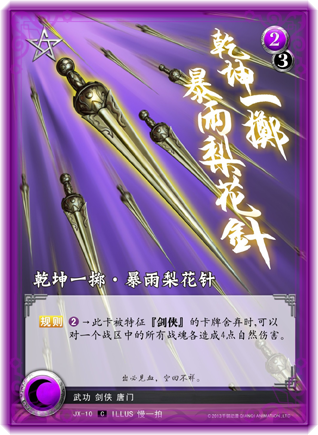 2
3
乾坤一擲
暴雨梨花針
乾坤一掷·暴雨梨花针
规则 2→此卡被特征『剑侠』的卡牌舍弃时,可以
对一个战区中的所有战魂各造成4点自然伤害。
出必见血，空回不祥。
武功 剑侠 唐门
JX-10 C ILLUS 慢一拍